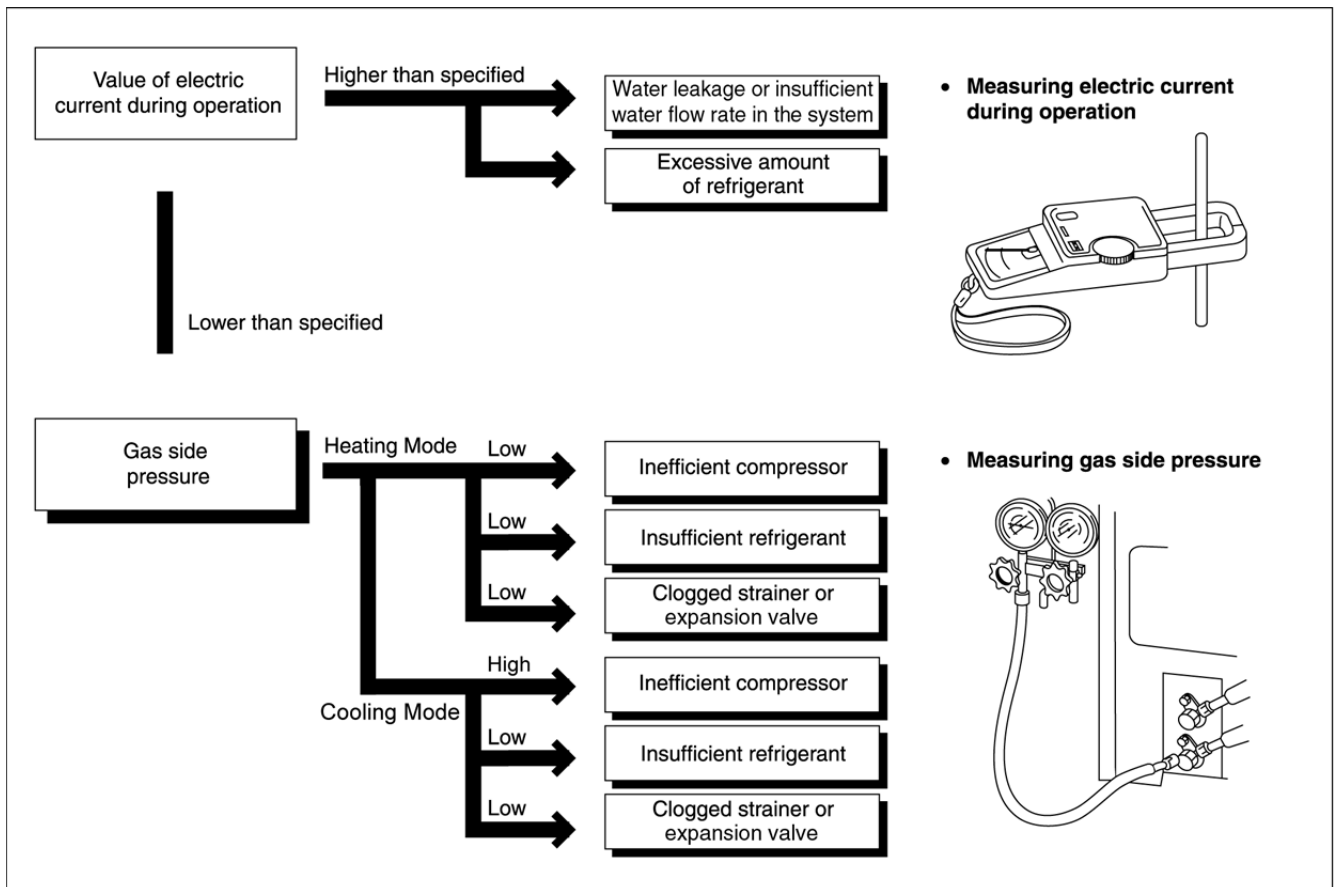 Value of electric
current during operation
Higher than specified
Water leakage or insufficient
water flow rate in the system
Excessive amount
of refrigerant
• Measuring electric current
during operation
Lower than specified
Gas side
pressure
Heating Mode
Low
Inefficient compressor
Low
Insufficient refrigerant
Low
Clogged strainer or
expansion valve
Cooling Mode
High
Inefficient compressor
Low
Insufficient refrigerant
Low
Clogged strainer or
expansion valve
• Measuring gas side pressure